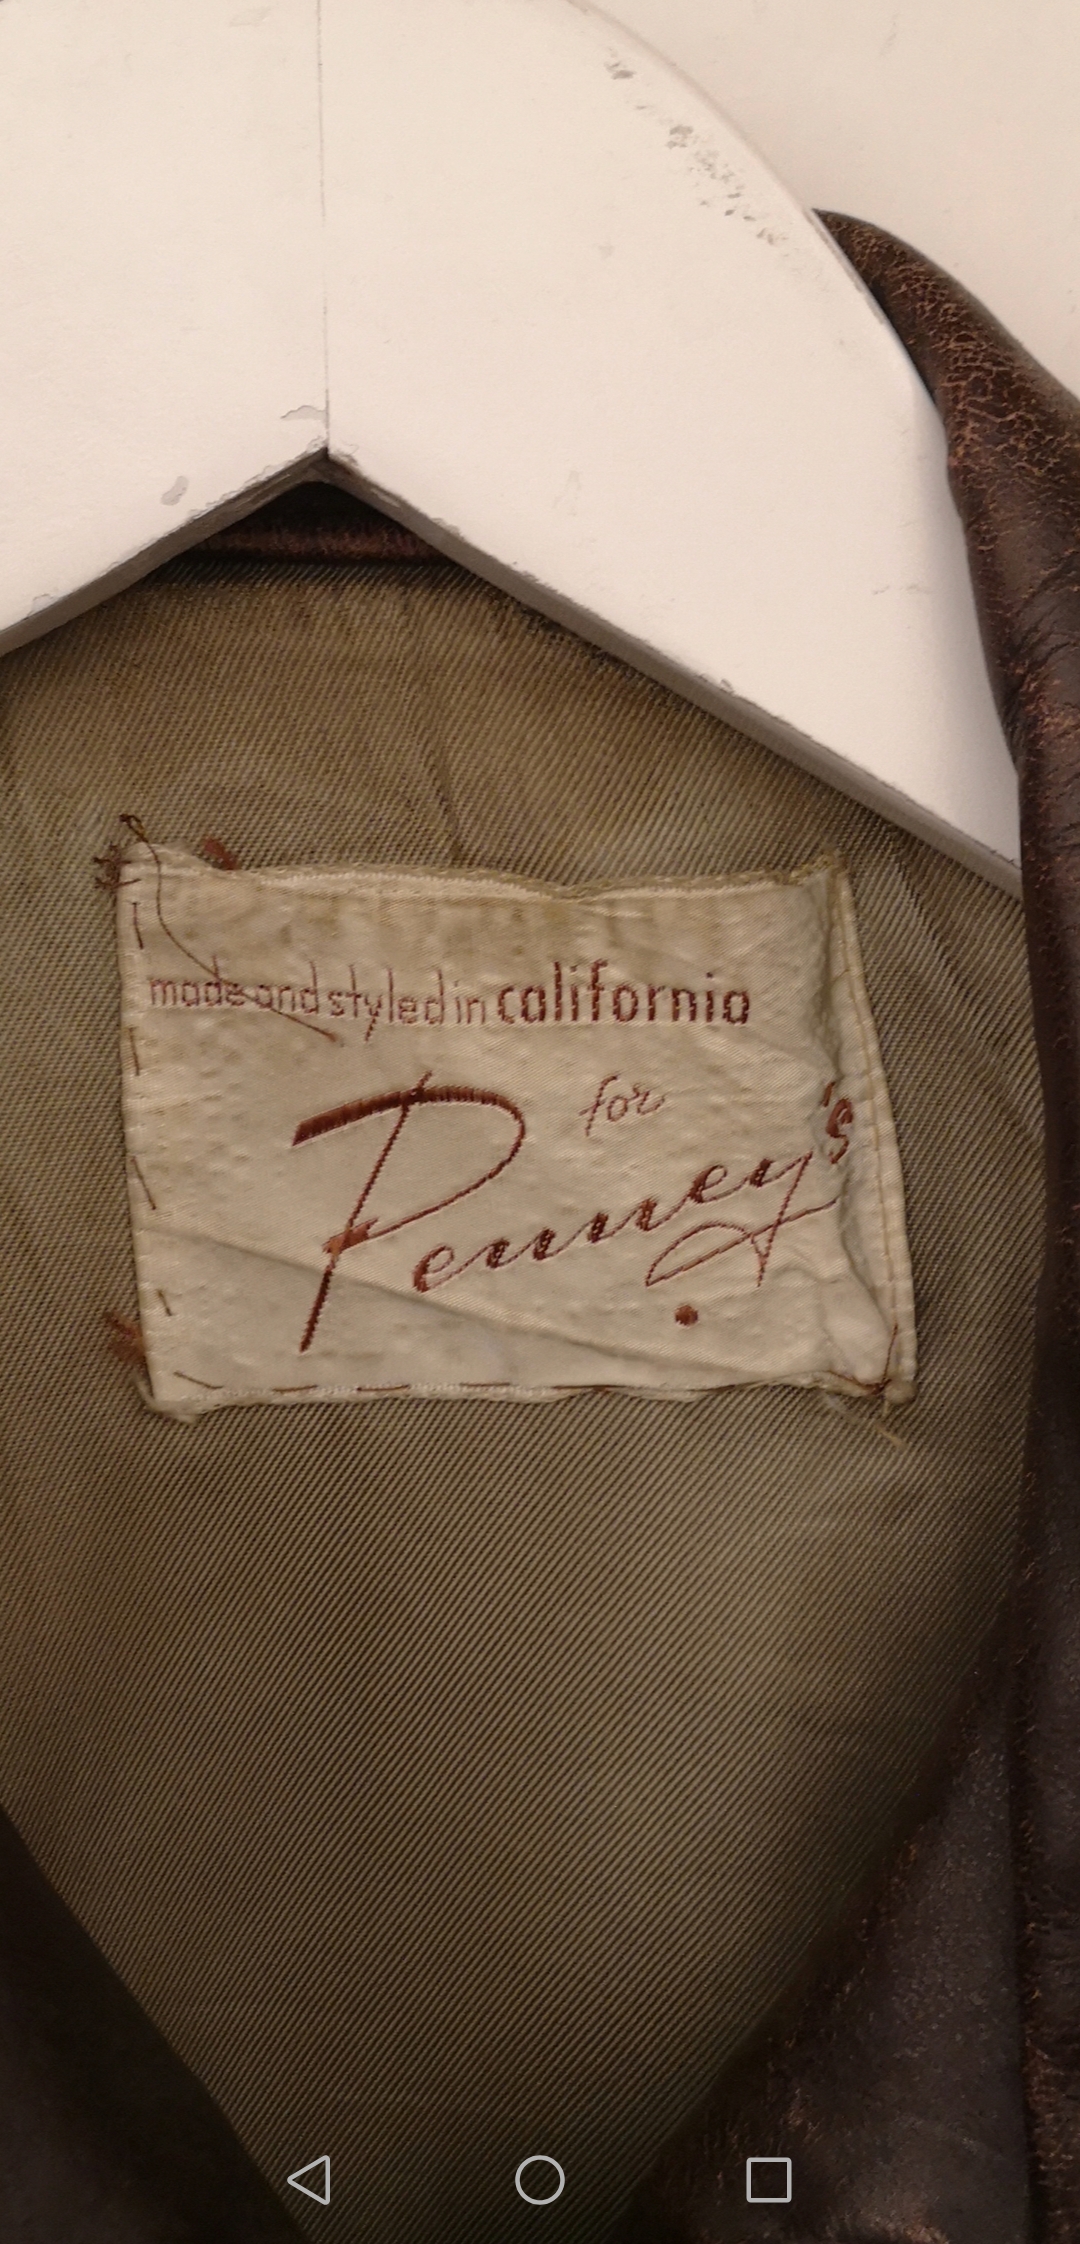 made and styled in california
for
Penney's